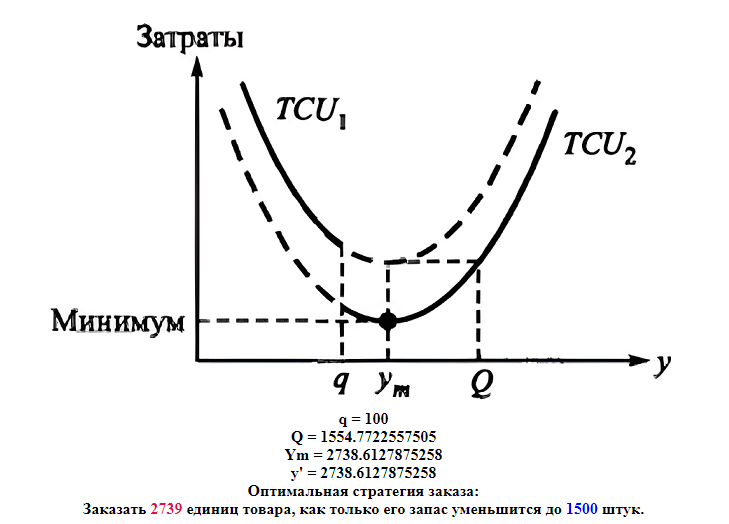 Затраты
TCU₁
TCU₂
Минимум
q
yₘ
Q
y
q = 100
Q = 1554.7722557505
Ym = 2738.6127875258
y' = 2738.6127875258
Оптимальная стратегия заказа:
Заказать 2739 единиц товара, как только его запас уменьшится до 1500 штук.